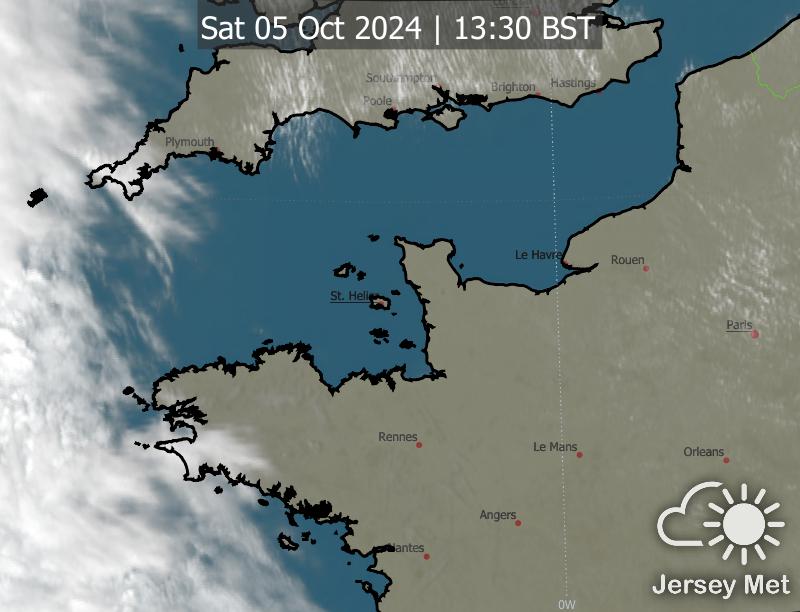 Sat 05 Oct 2024 | 13:30 BST
Southampton
Brighton
Hastings
Poole
Plymouth
Le Havre
Rouen
St. Helier
Paris
Rennes
Le Mans
Orleans
Angers
Nantes
Jersey Met
0W